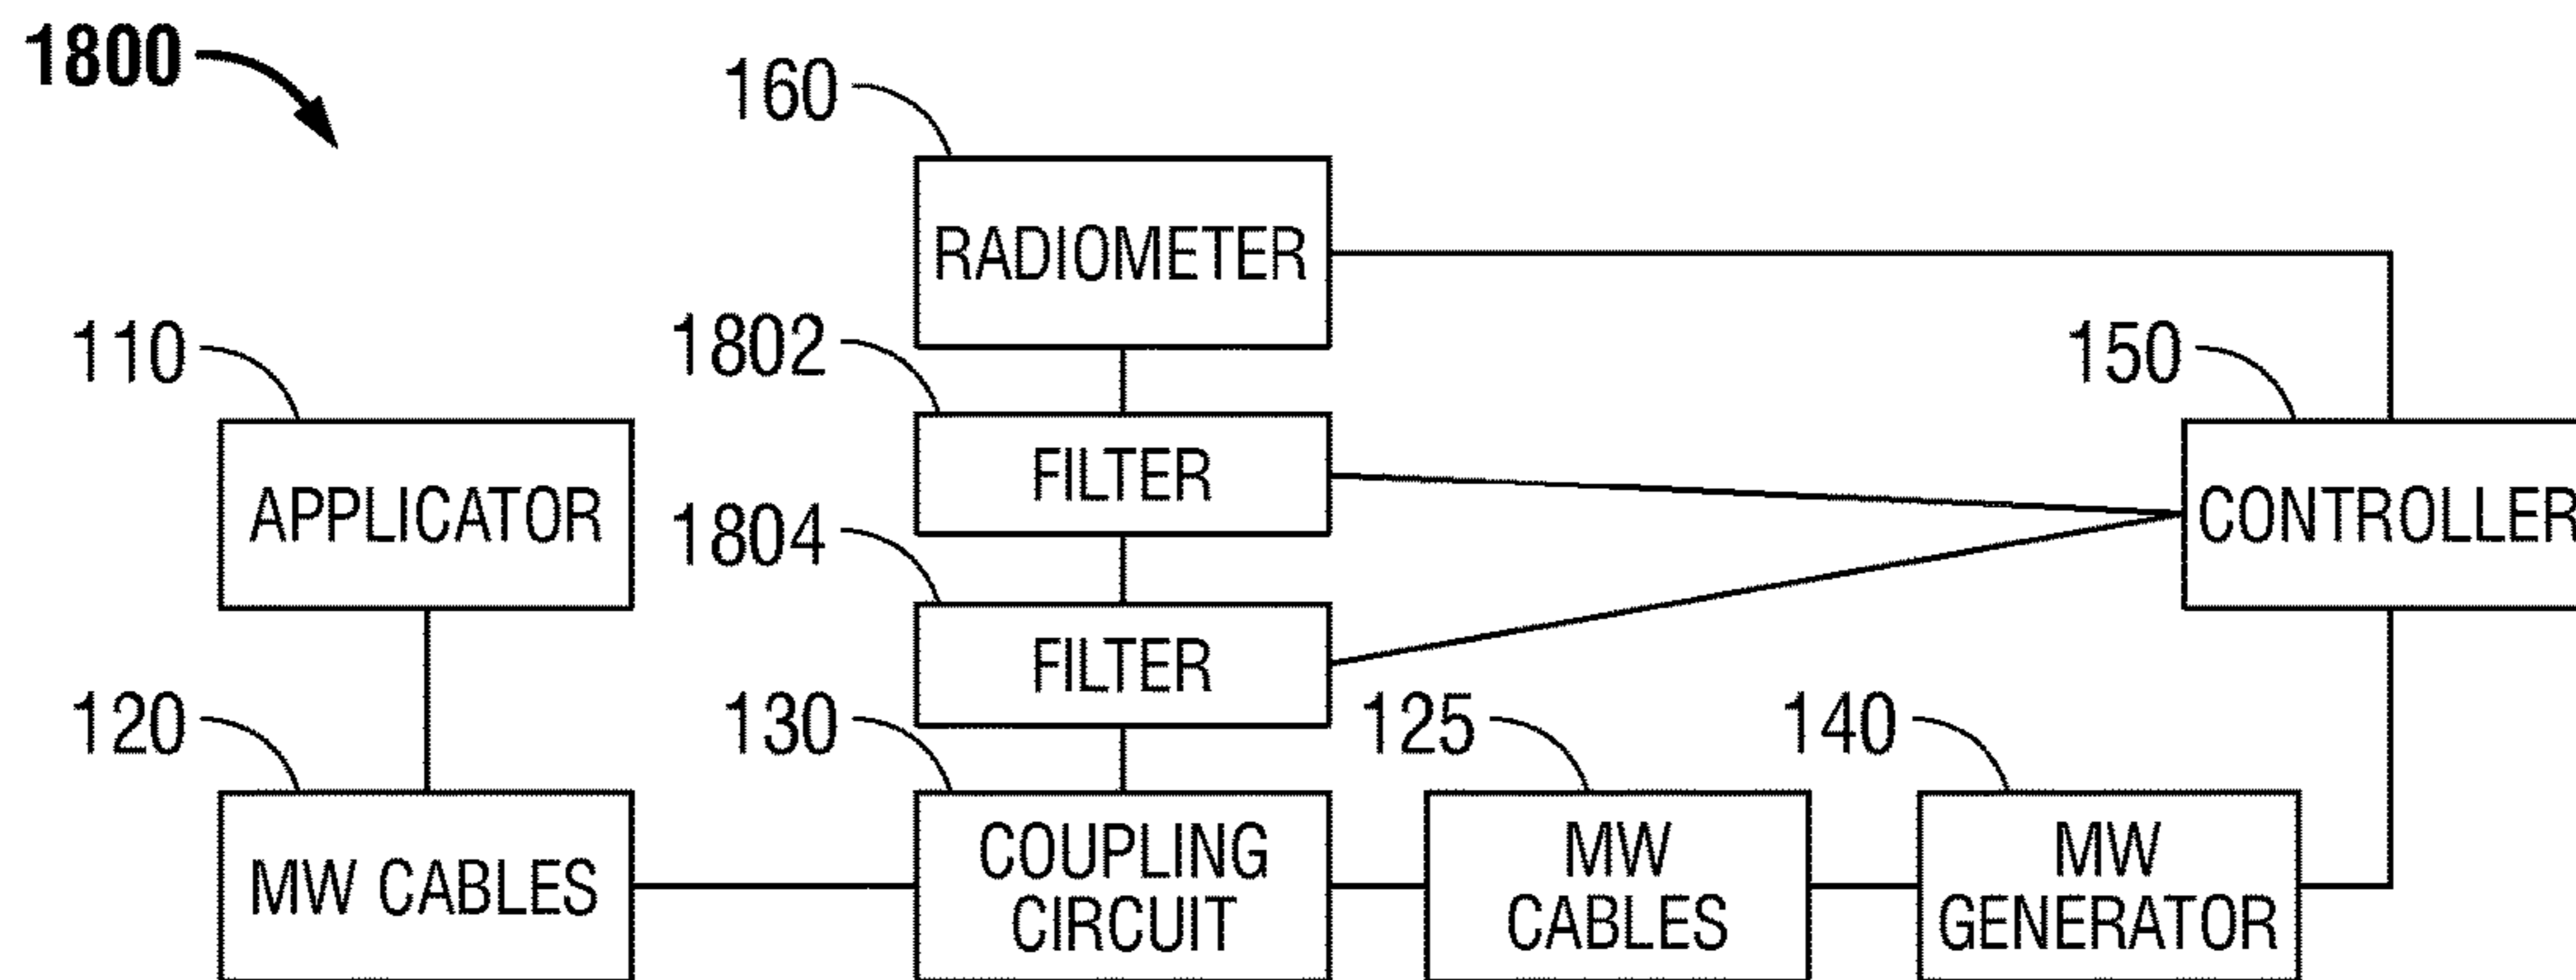 1800
160
RADIOMETER
1802
110
150
FILTER
APPLICATOR
CONTROLLER
1804
FILTER
120
130
125
140
MW CABLES
COUPLING
CIRCUIT
MW
CABLES
MW
GENERATOR